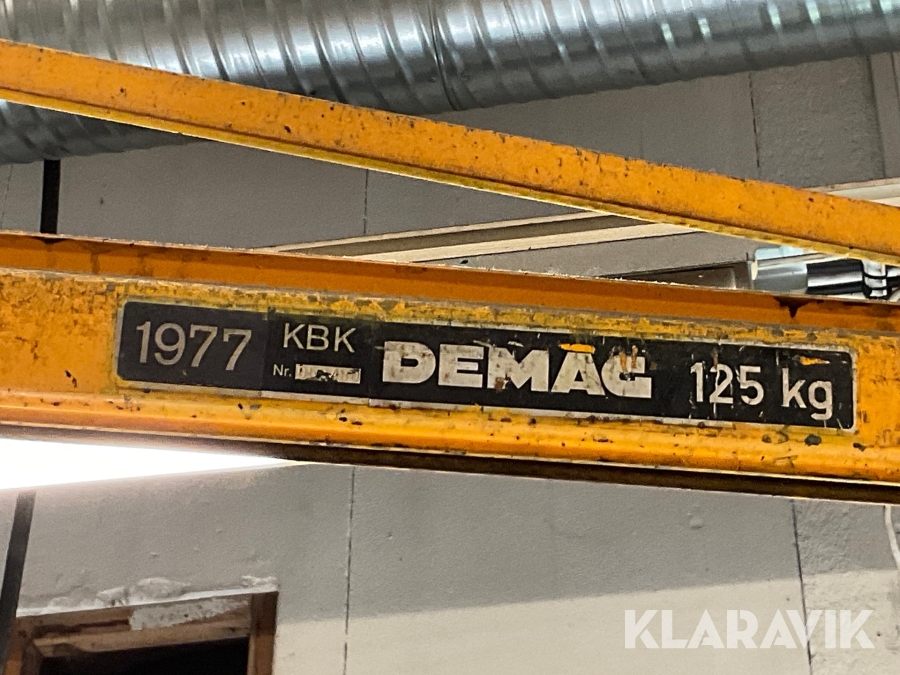 1977 KBK DEMAG 125 kg
Nr.
KLARAVIK